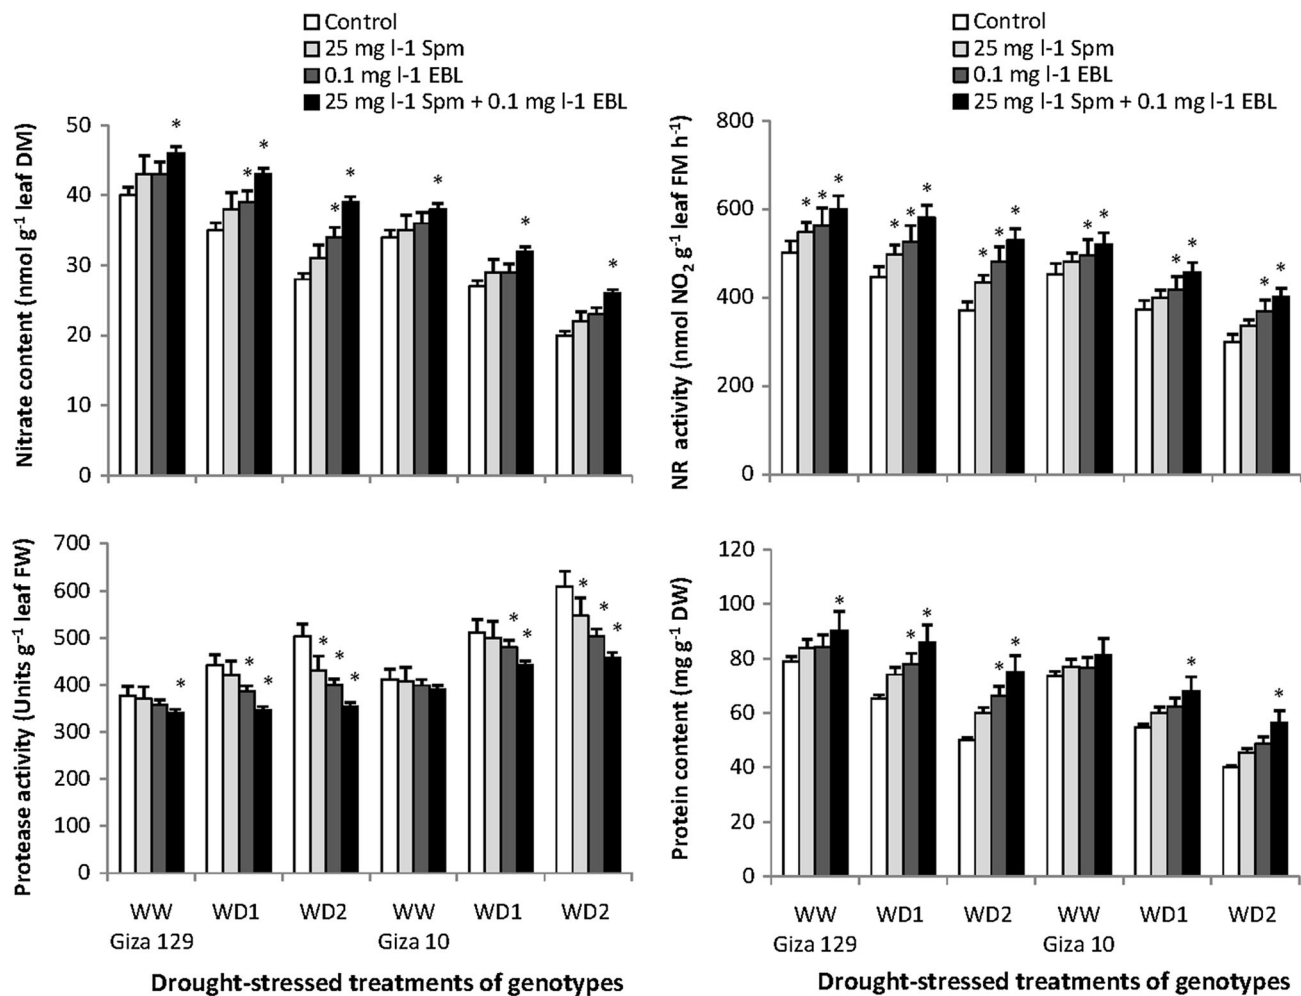 Control
25 mg l-1 Spm
0.1 mg l-1 EBL
25 mg l-1 Spm + 0.1 mg l-1 EBL
Nitrate content (nmol g⁻¹ leaf DM)
50
40
30
20
10
0
* * * * * * * * *
Control
25 mg l-1 Spm
0.1 mg l-1 EBL
25 mg l-1 Spm + 0.1 mg l-1 EBL
NR activity (nmol NO₂ g⁻¹ leaf FM h⁻¹)
800
600
400
200
0
* * * * * * * * * * * * * * *
Protease activity (Units g⁻¹ leaf FW)
700
600
500
400
300
200
100
0
* * * * * * * * * * *
WW WD1 WD2 WW WD1 WD2
Giza 129 Giza 10
Drought-stressed treatments of genotypes
Protein content (mg g⁻¹ DW)
120
100
80
60
40
20
0
* * * * * * *
WW WD1 WD2 WW WD1 WD2
Giza 129 Giza 10
Drought-stressed treatments of genotypes